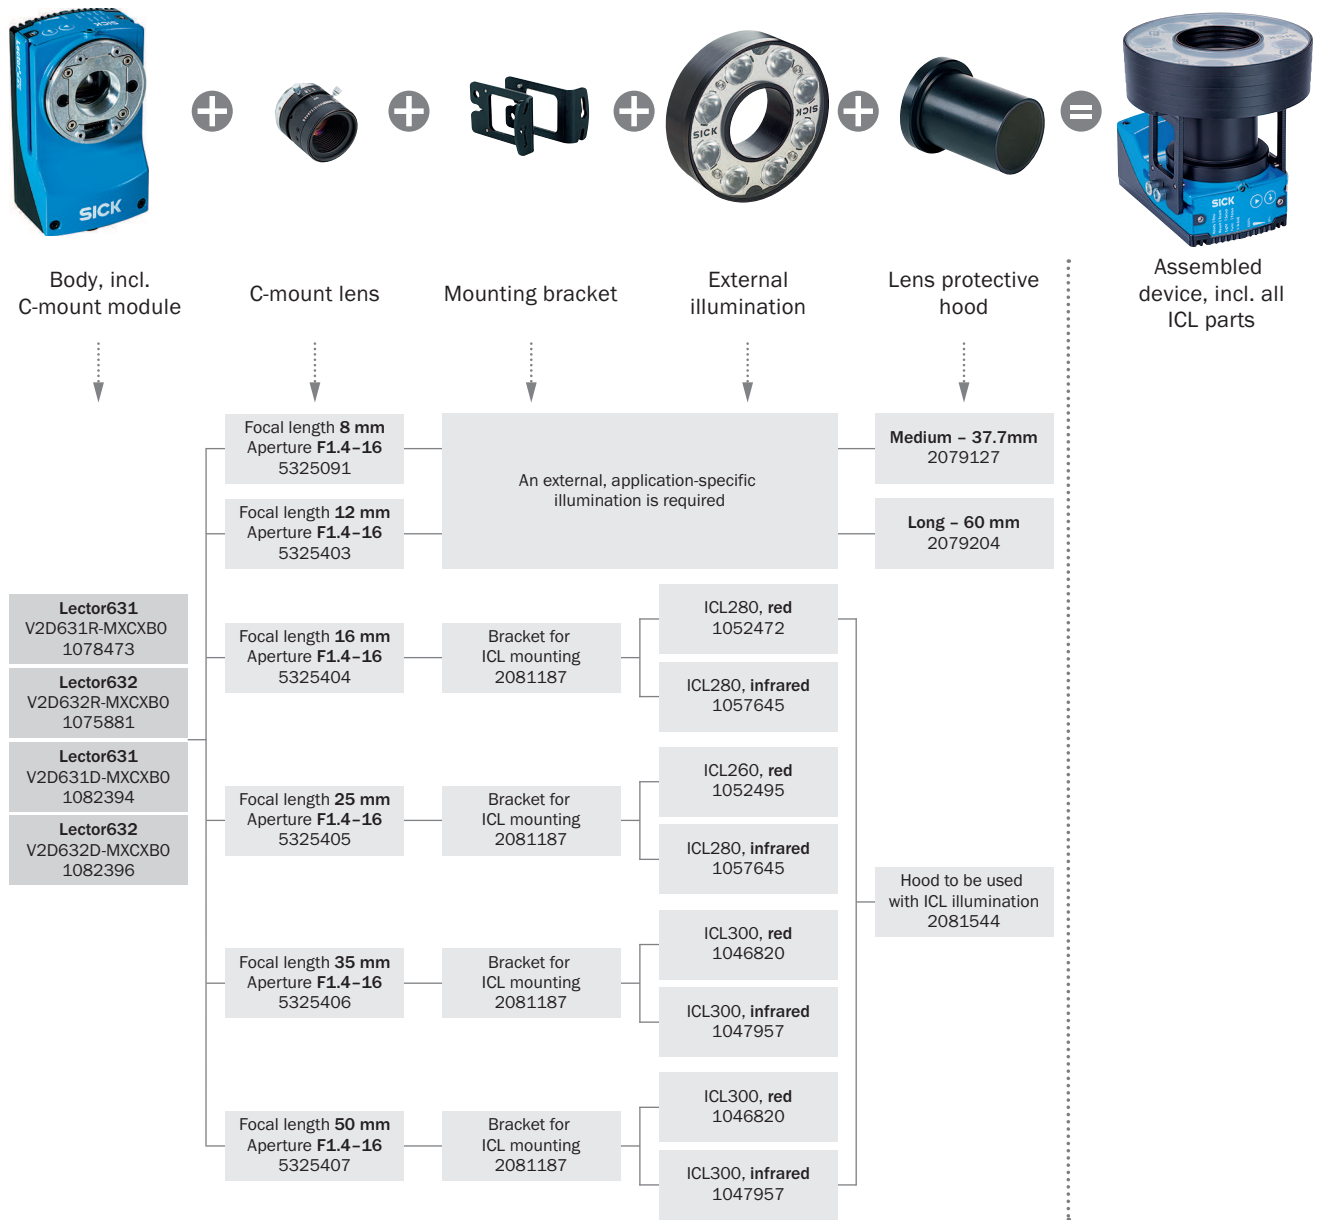 SICK
SICK
SICK
SICK
SICK
Body, incl.
C-mount module
C-mount lens
Mounting bracket
External
illumination
Lens protective
hood
Assembled
device, incl. all
ICL parts
Focal length 8 mm
Aperture F1.4–16
5325091
An external, application-specific
illumination is required
Medium – 37.7mm
2079127
Focal length 12 mm
Aperture F1.4–16
5325403
Long – 60 mm
2079204
Lector631
V2D631R-MXCXB0
1078473
Lector632
V2D632R-MXCXB0
1075881
Lector631
V2D631D-MXCXB0
1082394
Lector632
V2D632D-MXCXB0
1082396
Focal length 16 mm
Aperture F1.4–16
5325404
Bracket for
ICL mounting
2081187
ICL280, red
1052472
ICL280, infrared
1057645
Focal length 25 mm
Aperture F1.4–16
5325405
Bracket for
ICL mounting
2081187
ICL260, red
1052495
ICL280, infrared
1057645
Hood to be used
with ICL illumination
2081544
Focal length 35 mm
Aperture F1.4–16
5325406
Bracket for
ICL mounting
2081187
ICL300, red
1046820
ICL300, infrared
1047957
Focal length 50 mm
Aperture F1.4–16
5325407
Bracket for
ICL mounting
2081187
ICL300, red
1046820
ICL300, infrared
1047957